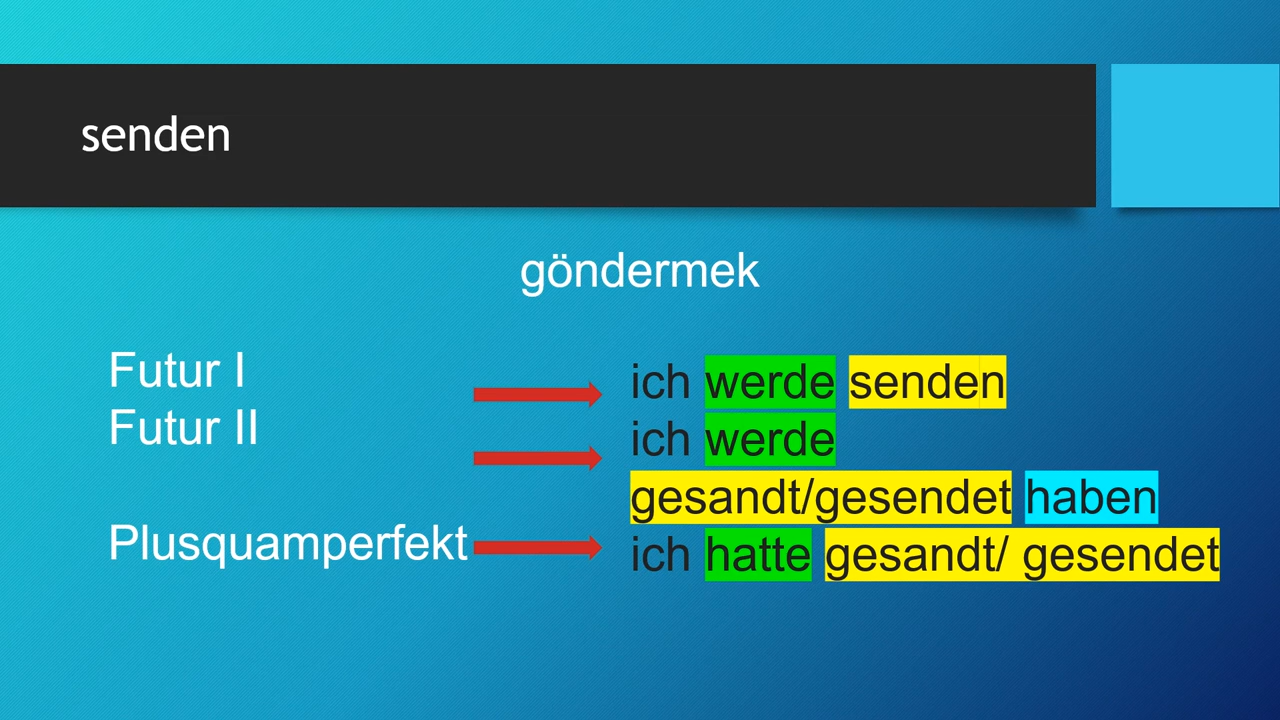 senden
göndermek
Futur I
Futur II
Plusquamperfekt
ich werde senden
ich werde
gesandt/gesendet haben
ich hatte gesandt/ gesendet